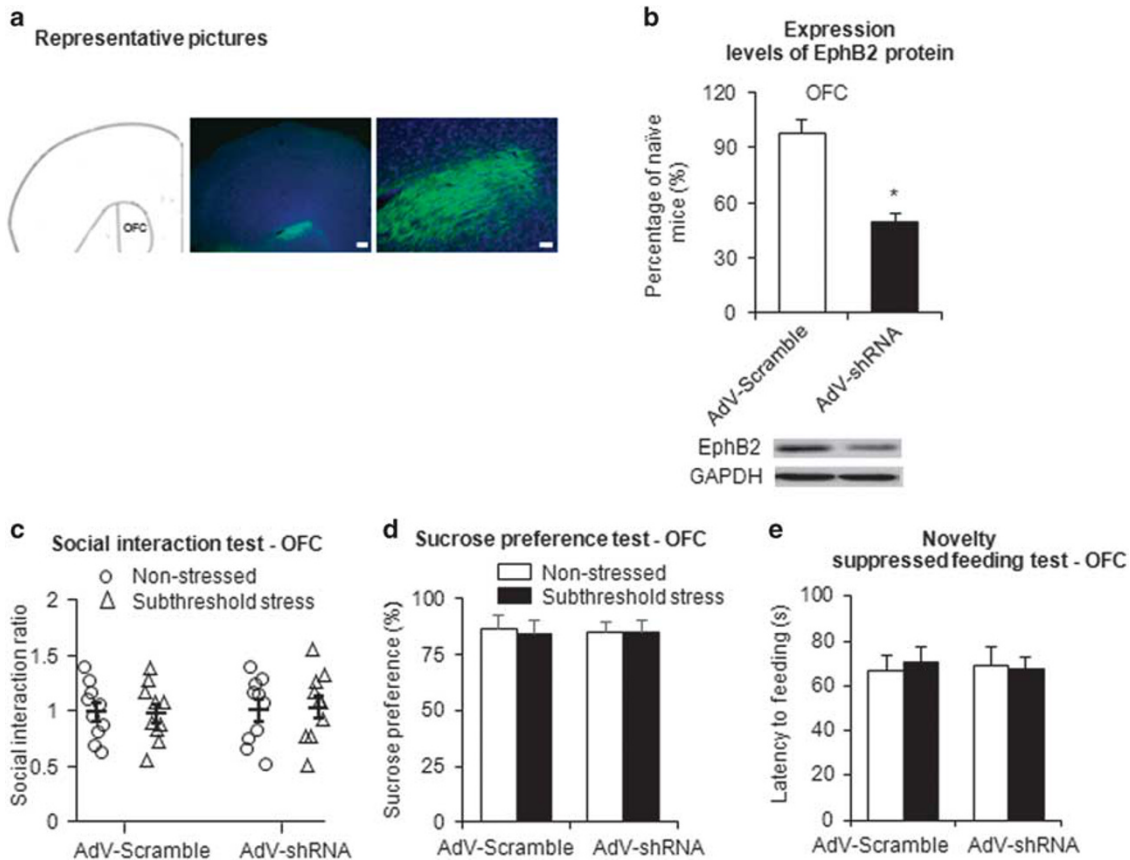 a
Representative pictures
OFC
b
Expression
levels of EphB2 protein
OFC
Percentage of naïve
mice (%)
120
90
60
30
0
*
AdV-Scramble
AdV-shRNA
EphB2
GAPDH
c
Social interaction test - OFC
Non-stressed
Subthreshold stress
Social interaction ratio
2
1.5
1
0.5
0
AdV-Scramble
AdV-shRNA
d
Sucrose preference test - OFC
Non-stressed
Subthreshold stress
Sucrose preference (%)
100
75
50
25
0
AdV-Scramble
AdV-shRNA
e
Novelty
suppressed feeding test - OFC
Latency to feeding (s)
100
80
60
40
20
0
AdV-Scramble
AdV-shRNA